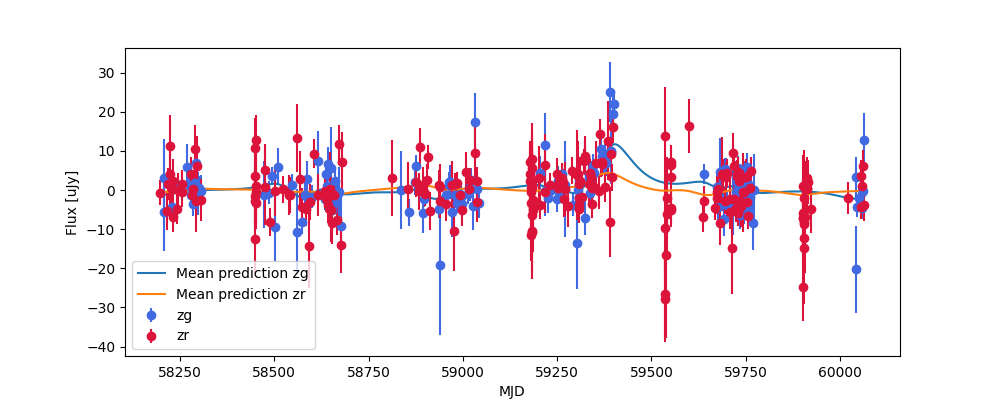 30
20
10
0
−10
−20
−30
−40
Flux [uJy]
Mean prediction zg
Mean prediction zr
zg
zr
58250 58500 58750 59000 59250 59500 59750 60000
MJD